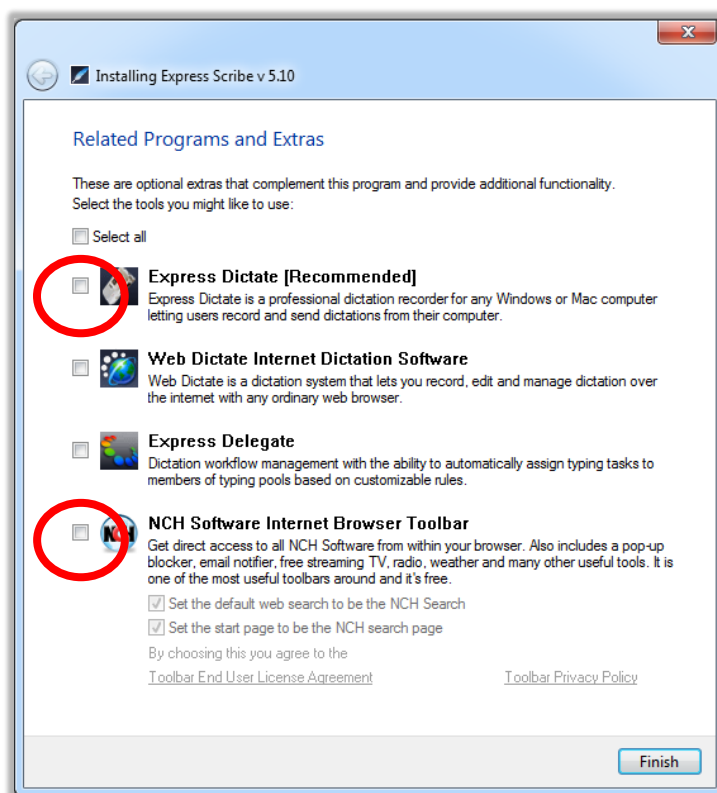 Installing Express Scribe v 5.10
Related Programs and Extras
These are optional extras that complement this program and provide additional functionality.
Select the tools you might like to use:
Select all
Express Dictate [Recommended]
Express Dictate is a professional dictation recorder for any Windows or Mac computer
letting users record and send dictations from their computer.
Web Dictate Internet Dictation Software
Web Dictate is a dictation system that lets you record, edit and manage dictation over
the internet with any ordinary web browser.
Express Delegate
Dictation workflow management with the ability to automatically assign typing tasks to
members of typing pools based on customizable rules.
NCH
NCH Software Internet Browser Toolbar
Get direct access to all NCH Software from within your browser. Also includes a pop-up
blocker, email notifier, free streaming TV, radio, weather and many other useful tools. It is
one of the most useful toolbars around and it's free.
Set the default web search to be the NCH Search
Set the start page to be the NCH search page
By choosing this you agree to the
Toolbar End User License Agreement Toolbar Privacy Policy
Finish